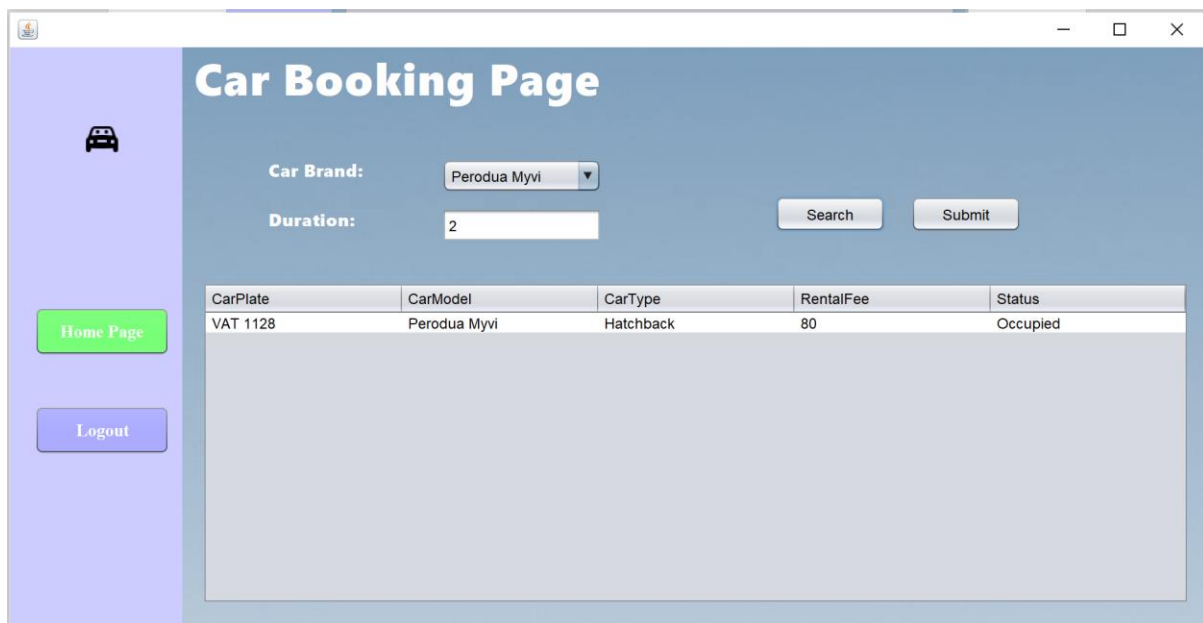 Car Booking Page
Car Brand:
Perodua Myvi
Duration:
2
Search
Submit
CarPlate CarModel CarType RentalFee Status
VAT 1128 Perodua Myvi Hatchback 80 Occupied
Home Page
Logout